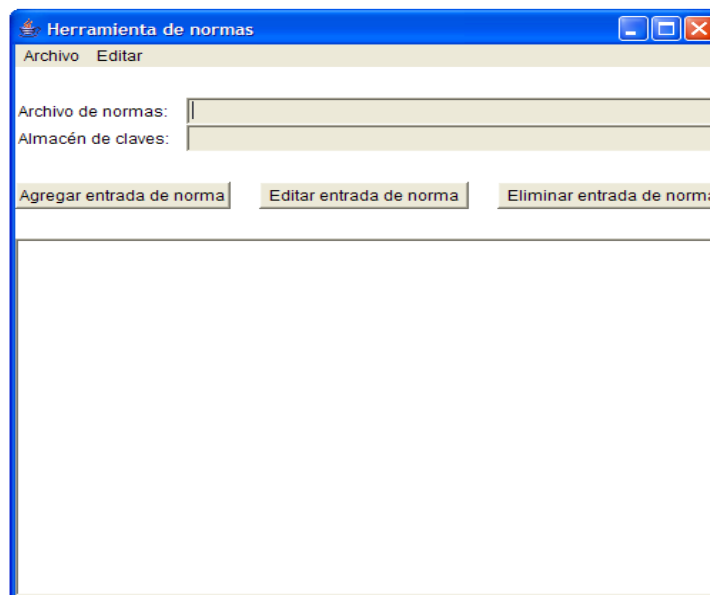 Herramienta de normas
Archivo Editar
Archivo de normas:
Almacén de claves:
Agregar entrada de norma Editar entrada de norma Eliminar entrada de norma